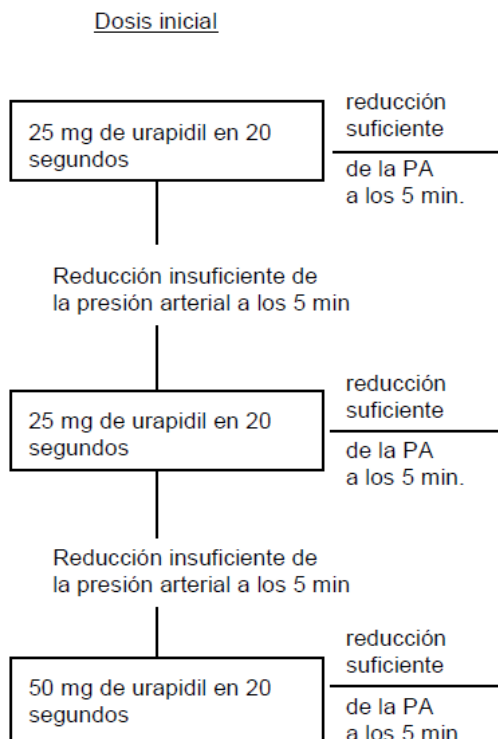 Dosis inicial
25 mg de urapidil en 20
segundos
reducción
suficiente
de la PA
a los 5 min.
Reducción insuficiente de
la presión arterial a los 5 min
25 mg de urapidil en 20
segundos
reducción
suficiente
de la PA
a los 5 min.
Reducción insuficiente de
la presión arterial a los 5 min
50 mg de urapidil en 20
segundos
reducción
suficiente
de la PA
a los 5 min